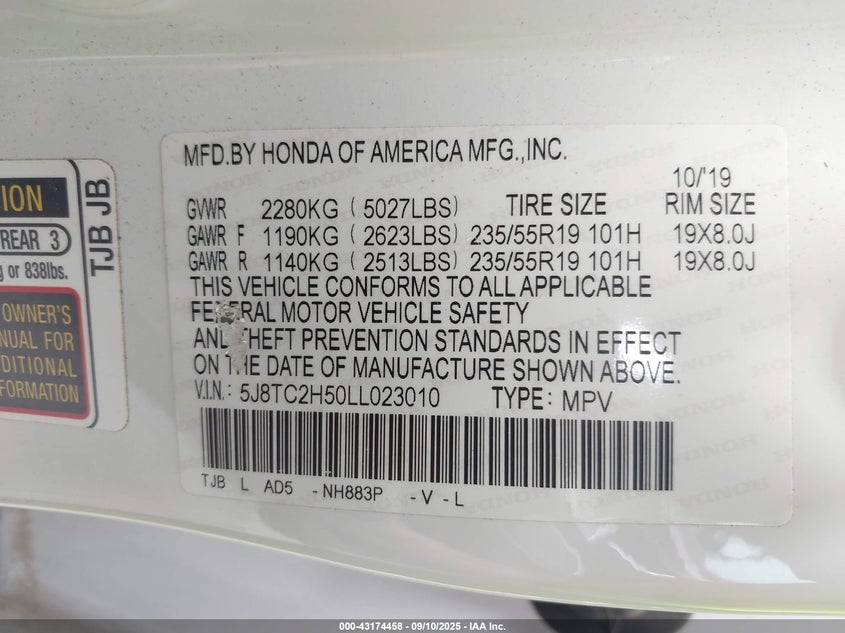 MFD.BY HONDA OF AMERICA MFG.,INC.
10/'19
GVWR 2280KG ( 5027LBS) TIRE SIZE RIM SIZE
GAWR F 1190KG ( 2623LBS) 235/55R19 101H 19X8.0J
GAWR R 1140KG ( 2513LBS) 235/55R19 101H 19X8.0J
THIS VEHICLE CONFORMS TO ALL APPLICABLE
FEDERAL MOTOR VEHICLE SAFETY
AND THEFT PREVENTION STANDARDS IN EFFECT
ON THE DATE OF MANUFACTURE SHOWN ABOVE.
V.I.N.: 5J8TC2H50LL023010 TYPE: MPV
TJB L AD5 -NH883P -V-L
REAR 3
or 838lbs.
OWNER'S
FOR
TJB JB
HONDA
000-43174458 - 09/10/2025 - IAA Inc.